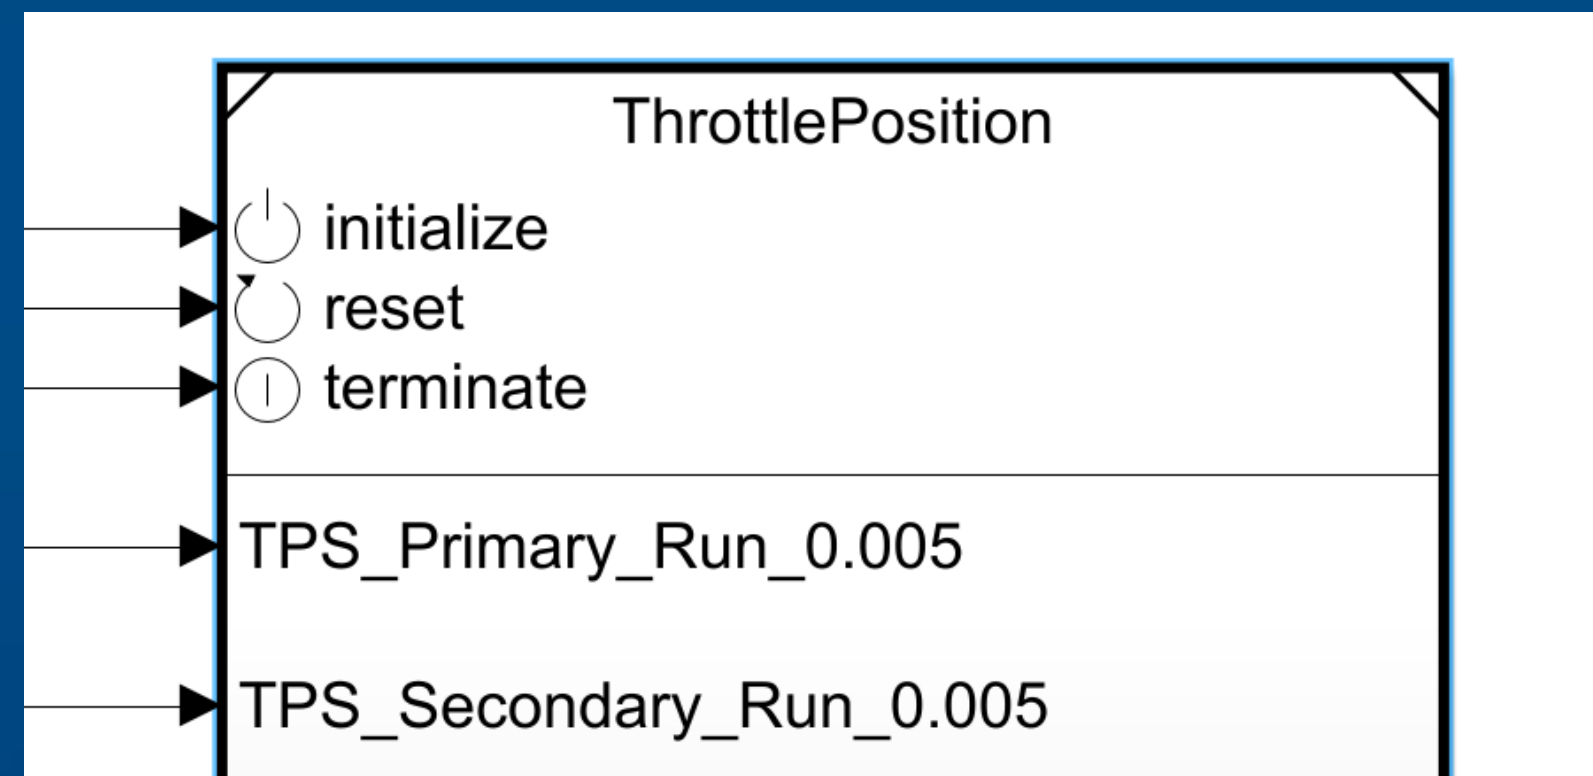 ThrottlePosition
initialize
reset
terminate
TPS_Primary_Run_0.005
TPS_Secondary_Run_0.005